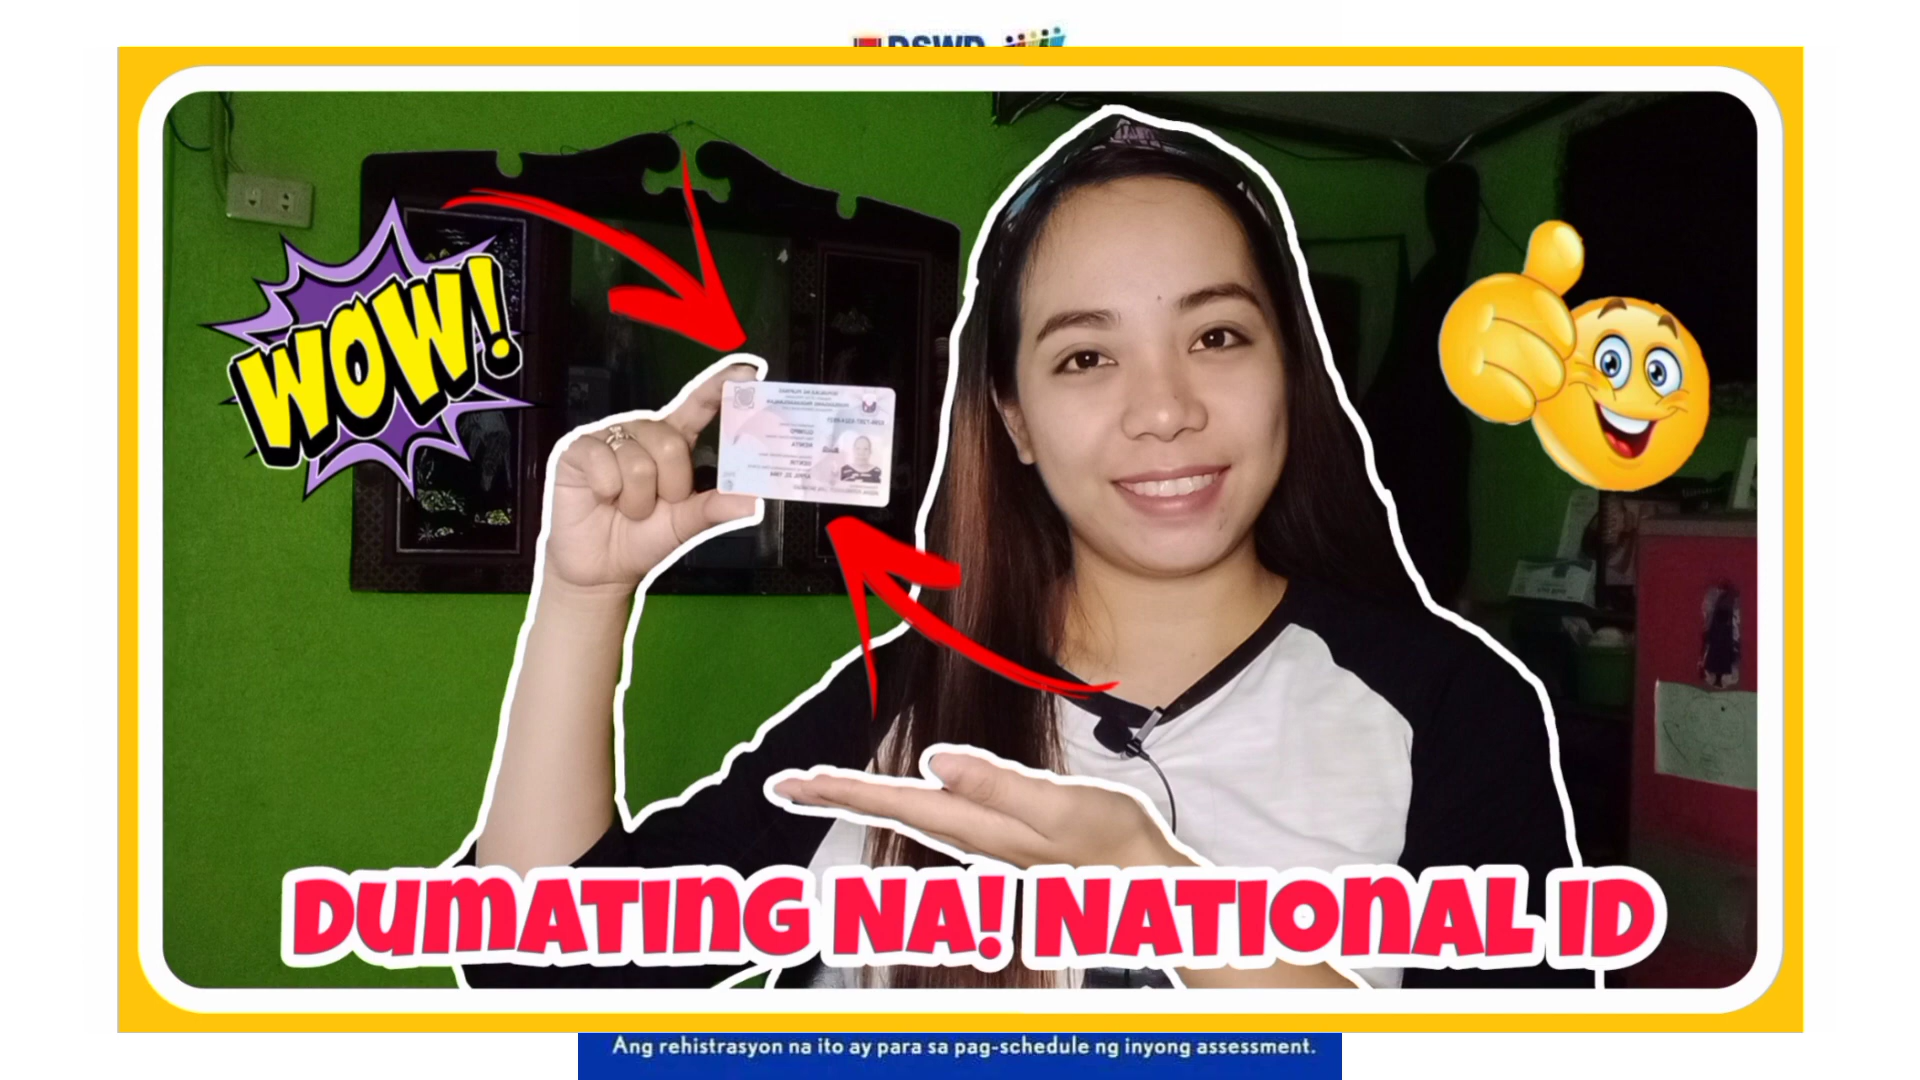 DSWD
WOW!
DUMATING NA! NATIONAL ID
Ang rehistrasyon na ito ay para sa pag-schedule ng inyong assessment.